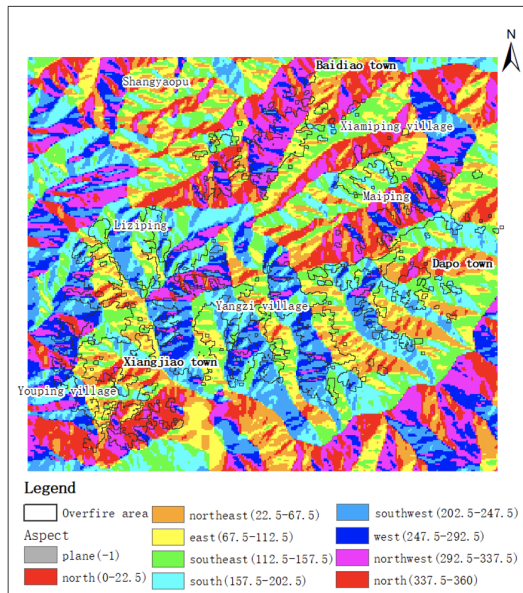 N
Baidiao town
Shangyaopu
Xiamiping village
Maiping
Liziping
Dapo town
Yangzi village
Xiangjiao town
Youping village
Legend
Overfire area
Aspect
plane(-1)
north(0-22.5)
northeast(22.5-67.5)
east(67.5-112.5)
southeast(112.5-157.5)
south(157.5-202.5)
southwest(202.5-247.5)
west(247.5-292.5)
northwest(292.5-337.5)
north(337.5-360)